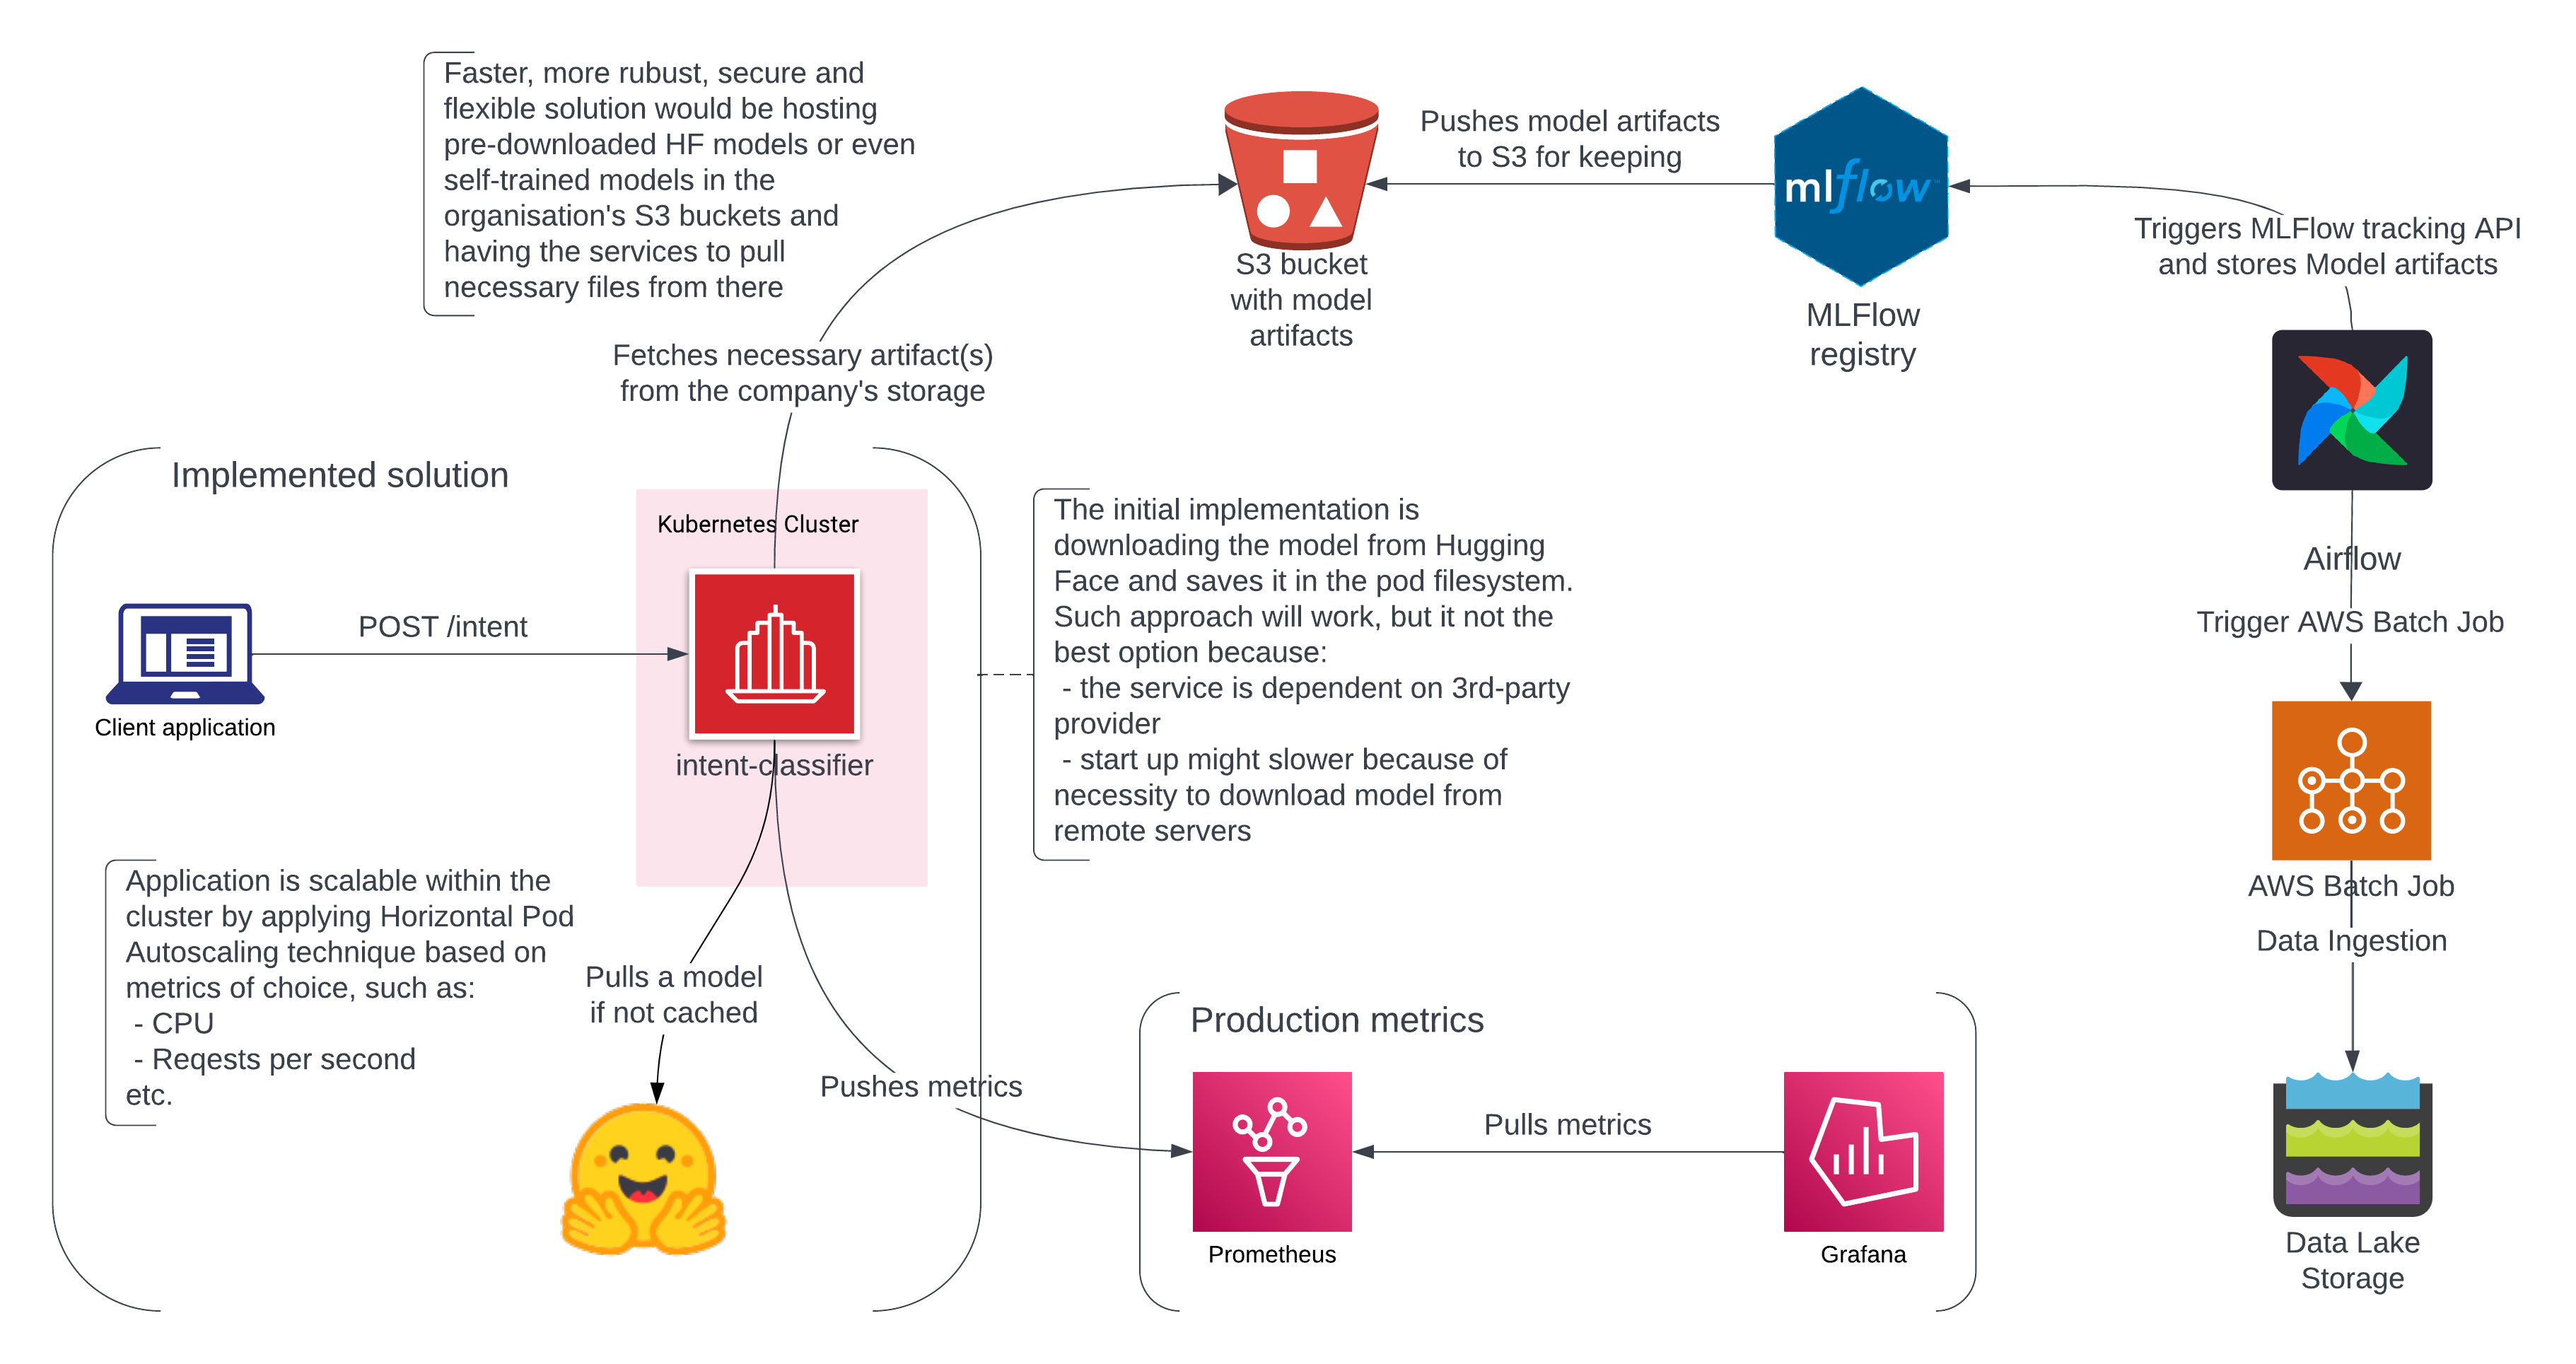 Faster, more rubust, secure and
flexible solution would be hosting
pre-downloaded HF models or even
self-trained models in the
organisation's S3 buckets and
having the services to pull
necessary files from there
Pushes model artifacts
to S3 for keeping
mlflow
S3 bucket
with model
artifacts
MLFlow
registry
Triggers MLFlow tracking API
and stores Model artifacts
Fetches necessary artifact(s)
from the company's storage
Implemented solution
Kubernetes Cluster
POST /intent
Client application
intent-classifier
The initial implementation is
downloading the model from Hugging
Face and saves it in the pod filesystem.
Such approach will work, but it not the
best option because:
- the service is dependent on 3rd-party
provider
- start up might slower because of
necessity to download model from
remote servers
Airflow
Trigger AWS Batch Job
AWS Batch Job
Data Ingestion
Application is scalable within the
cluster by applying Horizontal Pod
Autoscaling technique based on
metrics of choice, such as:
- CPU
- Reqests per second
etc.
Pulls a model
if not cached
Pushes metrics
Production metrics
Pulls metrics
Prometheus
Grafana
Data Lake
Storage